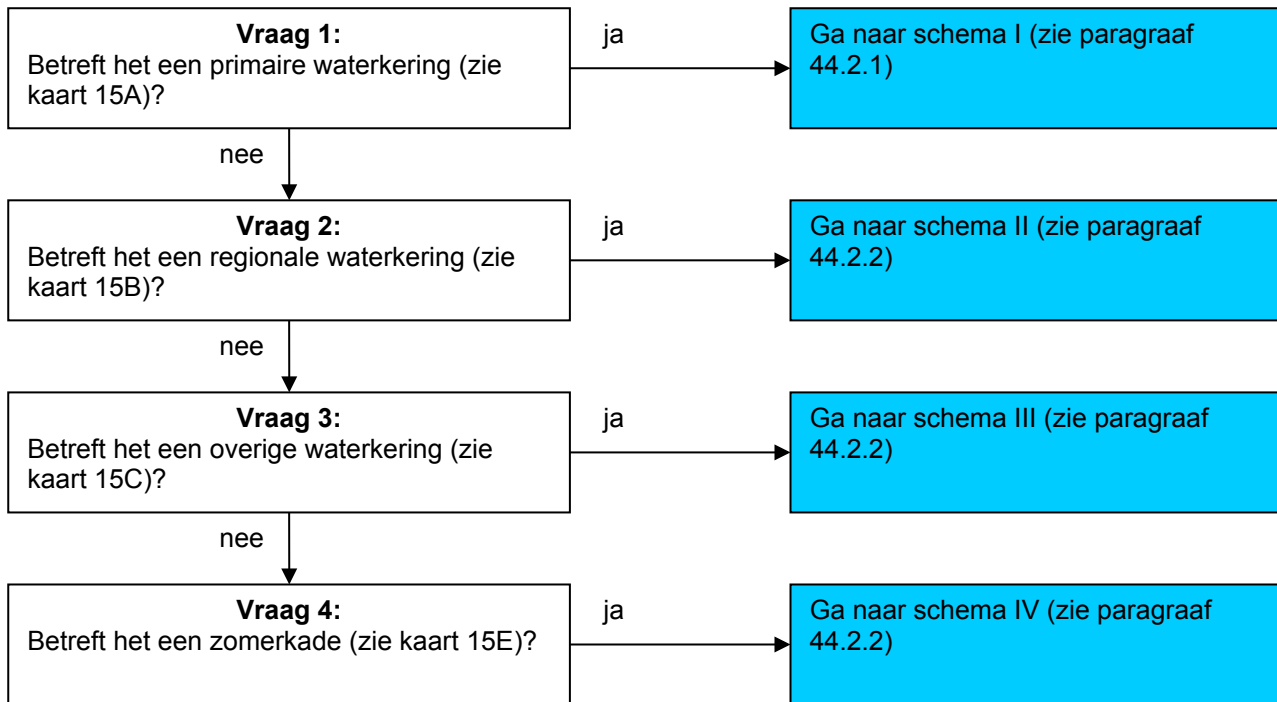 Vraag 1:
Betreft het een primaire waterkering (zie
kaart 15A)?
ja
Ga naar schema I (zie paragraaf
44.2.1)
nee
Vraag 2:
Betreft het een regionale waterkering (zie
kaart 15B)?
ja
Ga naar schema II (zie paragraaf
44.2.2)
nee
Vraag 3:
Betreft het een overige waterkering (zie
kaart 15C)?
ja
Ga naar schema III (zie paragraaf
44.2.2)
nee
Vraag 4:
Betreft het een zomerkade (zie kaart 15E)?
ja
Ga naar schema IV (zie paragraaf
44.2.2)